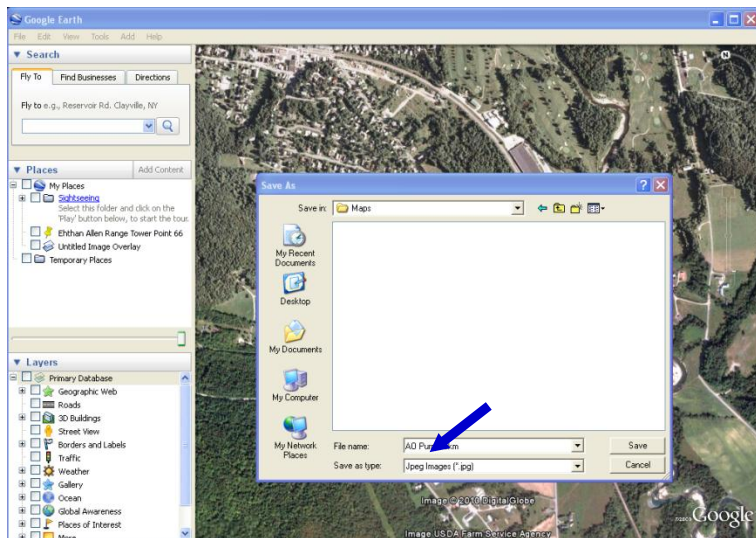 Google Earth
File Edit View Tools Add Help
Search
Fly To Find Businesses Directions
Fly to e.g., Reservoir Rd. Clayville, NY
Places Add Content
My Places
Sightseeing
Select this folder and click on the
'Play' button below, to start the tour.
Ehthan Allen Range Tower Point 66
Untitled Image Overlay
Temporary Places
Layers
Primary Database
Geographic Web
Roads
3D Buildings
Street View
Borders and Labels
Traffic
Weather
Gallery
Ocean
Global Awareness
Places of Interest
More
N
Save As
Save in: Maps
My Recent
Documents
Desktop
My Documents
My Computer
My Network
Places
File name: AO Save
Save as type: Jpeg Images (*.jpg) Cancel
Image © 2010 DigitalGlobe
Google
Image USDA Farm Service Agency